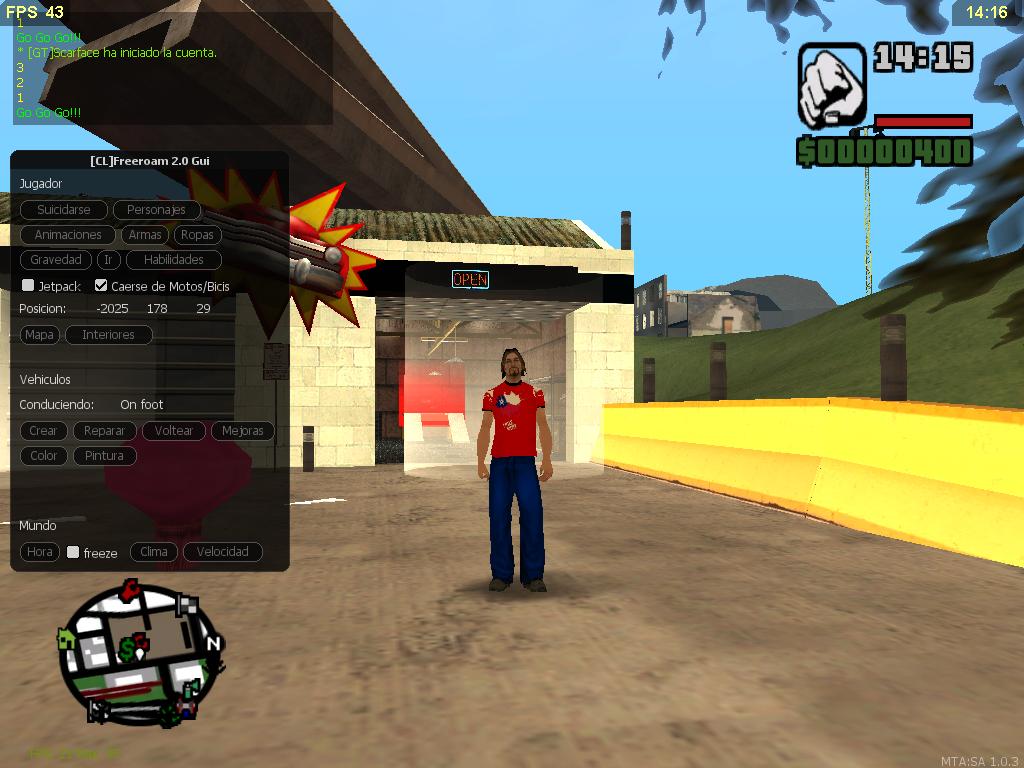 FPS 43
14:16
1
Go Go Go!!!
* [GT]Scarface ha iniciado la cuenta.
3
2
1
Go Go Go!!!
14:15
$00000400
[CL]Freeroam 2.0 Gui
Jugador
Suicidarse Personajes
Animaciones Armas Ropas
Gravedad Ir Habilidades
Jetpack Caerse de Motos/Bicis
Posicion: -2025 178 29
Mapa Interiores
Vehiculos
Conduciendo: On foot
Crear Reparar Voltear Mejoras
Color Pintura
Mundo
Hora freeze Clima Velocidad
OPEN
N
MTA:SA 1.0.3